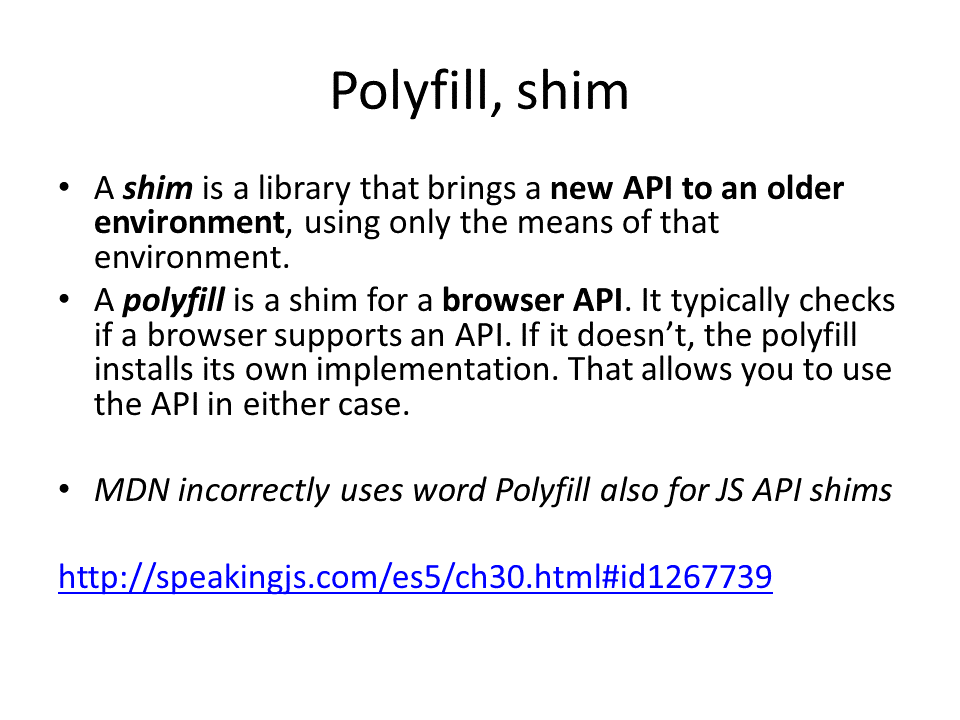 Polyfill, shim
• A shim is a library that brings a new API to an older
environment, using only the means of that
environment.
• A polyfill is a shim for a browser API. It typically checks
if a browser supports an API. If it doesn’t, the polyfill
installs its own implementation. That allows you to use
the API in either case.
• MDN incorrectly uses word Polyfill also for JS API shims
http://speakingjs.com/es5/ch30.html#id1267739